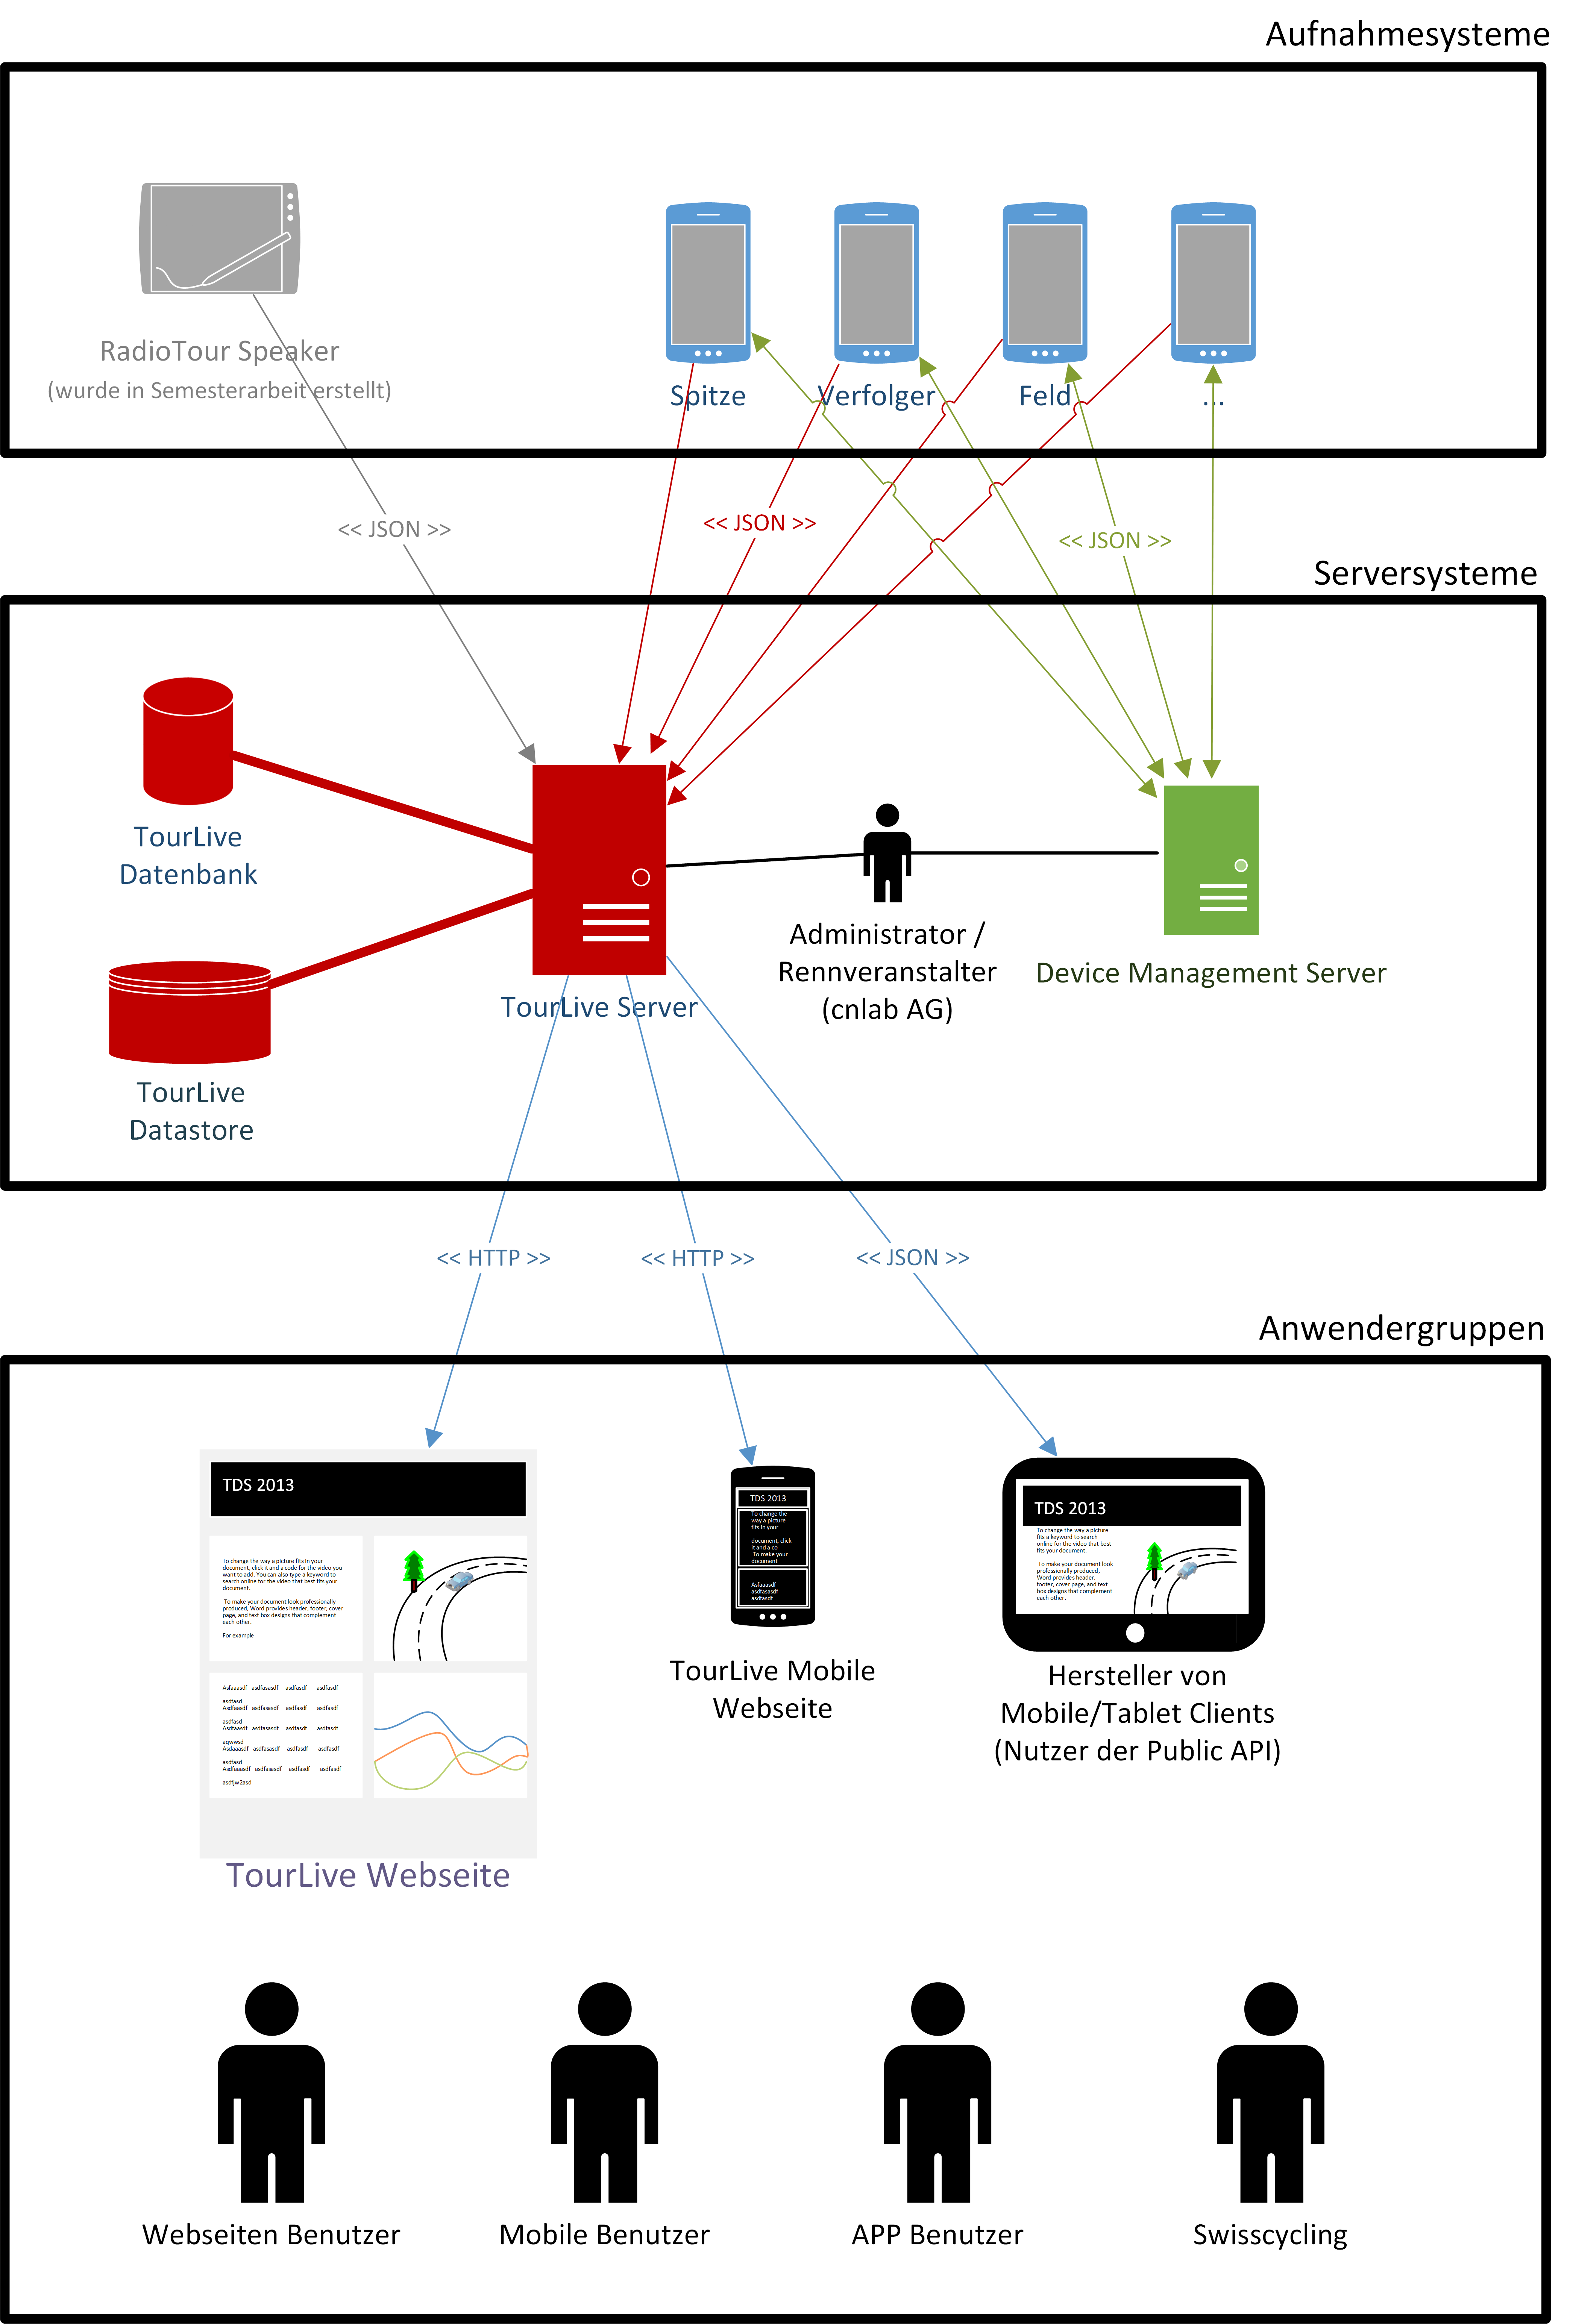 Aufnahmesysteme
RadioTour Speaker
(wurde in Semesterarbeit erstellt)
Spitze
Verfolger
Feld
...
<< JSON >>
<< JSON >>
<< JSON >>
Serversysteme
TourLive
Datenbank
TourLive
Datastore
TourLive Server
Administrator /
Rennveranstalter
(cnlab AG)
Device Management Server
<< HTTP >>
<< HTTP >>
<< JSON >>
Anwendergruppen
TDS 2013
To change the way a picture fits in your
document, click it and a code for the video you
want to add. You can also type a keyword to
search online for the video that best fits your
document.
To make your document look professionally
produced, Word provides header, footer, cover
page, and text box designs that complement
each other.
For example
Asfaaasdf asdfasasdf asdfasdf asdfasdf
asdfasd
Asdfaasdf asdfasasdf asdfasdf asdfasdf
asdfasd
Asdfaasdf asdfasasdf asdfasdf asdfasdf
aqwwsd
Asdaaasdf asdfasasdf asdfasdf asdfasdf
asdfasd
Asdfaaasdf asdfasasdf asdfasdf asdfasdf
asdfjw2asd
TourLive Webseite
TDS 2013
To change the
way a picture
fits in your
document, click
it and a co
To make your
document
Asfaaasdf
asdfasasdf
asdfasdf
TourLive Mobile
Webseite
TDS 2013
To change the way a picture
fits a keyword to search
online for the video that best
fits your document.
To make your document look
professionally produced,
Word provides header,
footer, cover page, and text
box designs that complement
each other.
Hersteller von
Mobile/Tablet Clients
(Nutzer der Public API)
Webseiten Benutzer
Mobile Benutzer
APP Benutzer
Swisscycling